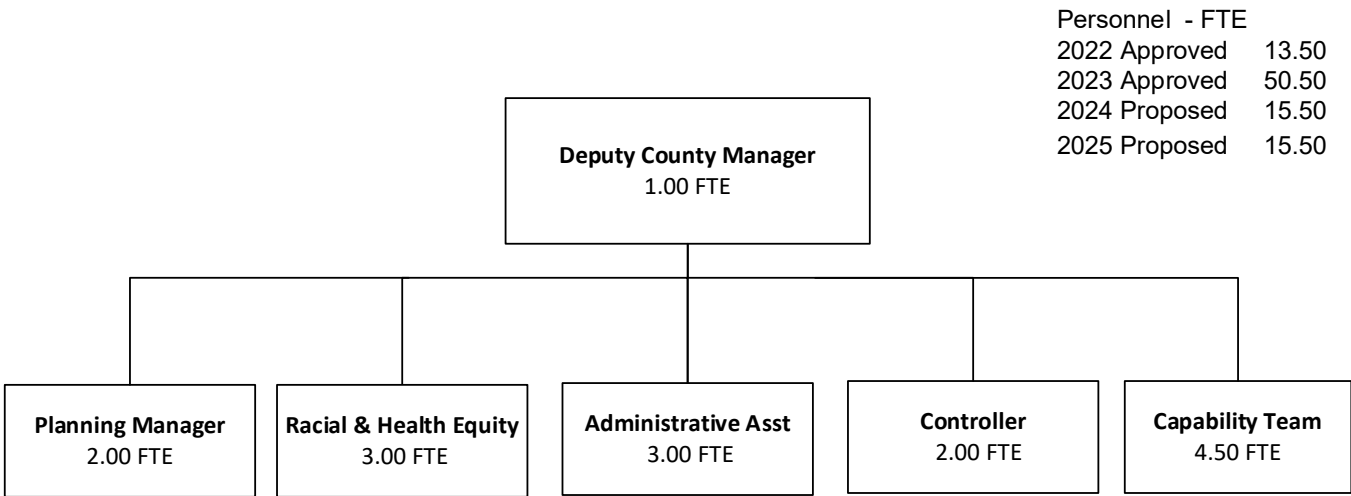 Personnel - FTE
2022 Approved 13.50
2023 Approved 50.50
2024 Proposed 15.50
2025 Proposed 15.50
Deputy County Manager
1.00 FTE
Planning Manager
2.00 FTE
Racial & Health Equity
3.00 FTE
Administrative Asst
3.00 FTE
Controller
2.00 FTE
Capability Team
4.50 FTE